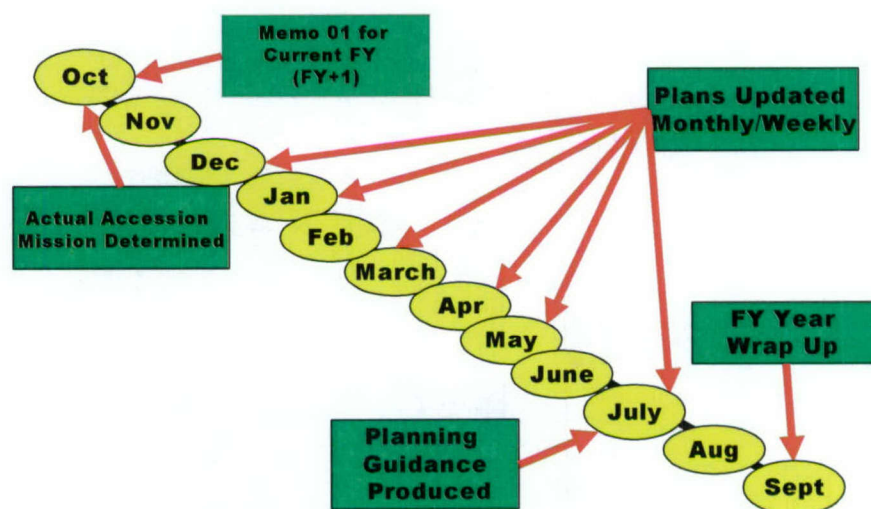 Memo 01 for
Current FY
(FY+1)
Oct
Nov
Dec
Jan
Feb
March
Apr
May
June
July
Aug
Sept
Plans Updated
Monthly/Weekly
Actual Accession
Mission Determined
FY Year
Wrap Up
Planning
Guidance
Produced